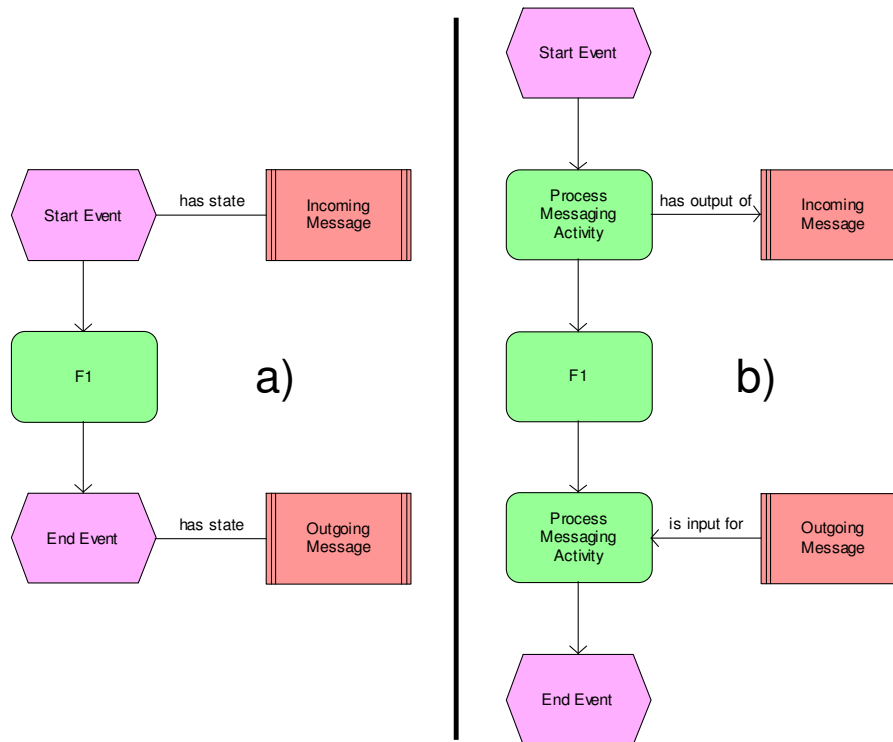 Start Event
has state
Incoming
Message
F1
a)
End Event
has state
Outgoing
Message
Start Event
Process
Messaging
Activity
has output of
Incoming
Message
F1
b)
Process
Messaging
Activity
is input for
Outgoing
Message
End Event